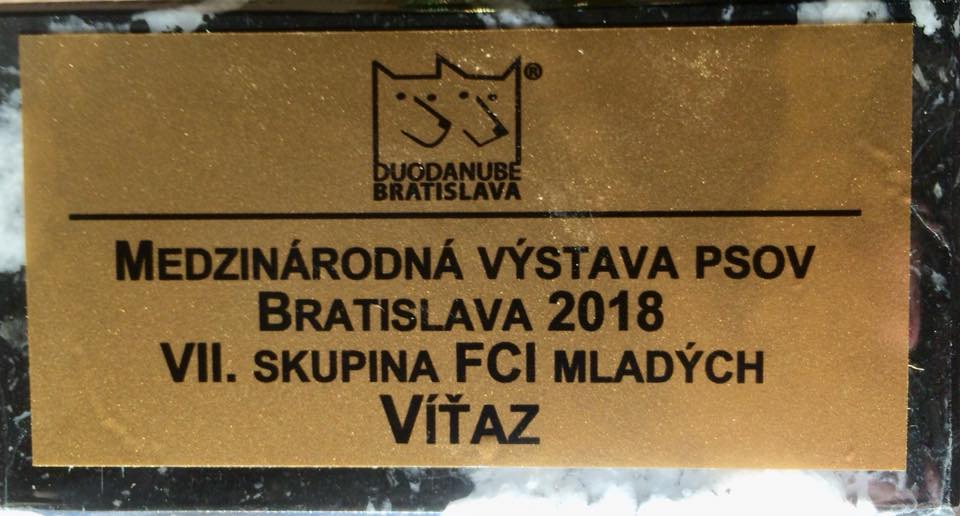 ®
DUODANUBE
BRATISLAVA
MEDZINÁRODNÁ VÝSTAVA PSOV
BRATISLAVA 2018
VII. SKUPINA FCI MLADÝCH
VÍŤAZ